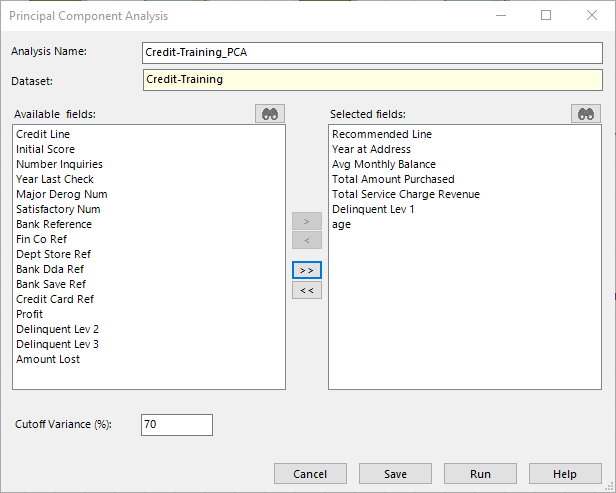 Principal Component Analysis
Analysis Name:
Credit-Training_PCA
Dataset:
Credit-Training
Available fields:
Credit Line
Initial Score
Number Inquiries
Year Last Check
Major Derog Num
Satisfactory Num
Bank Reference
Fin Co Ref
Dept Store Ref
Bank Dda Ref
Bank Save Ref
Credit Card Ref
Profit
Delinquent Lev 2
Delinquent Lev 3
Amount Lost
>
<
>>
<<
Selected fields:
Recommended Line
Year at Address
Avg Monthly Balance
Total Amount Purchased
Total Service Charge Revenue
Delinquent Lev 1
age
Cutoff Variance (%):
70
Cancel
Save
Run
Help